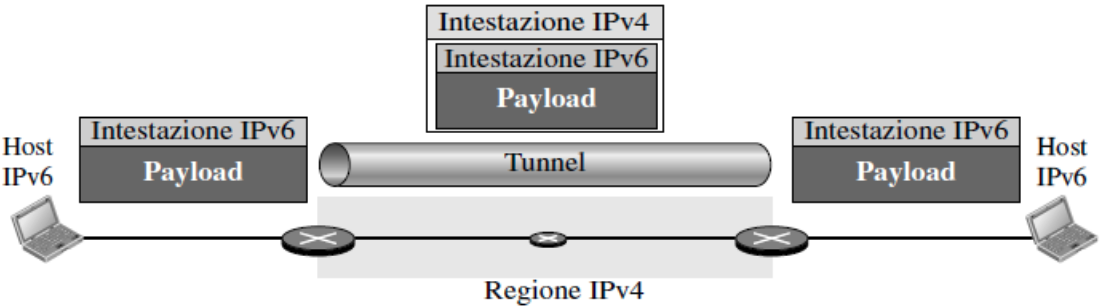 Intestazione IPv4
Intestazione IPv6
Payload
Intestazione IPv6
Payload
Host
IPv6
Tunnel
Intestazione IPv6
Payload
Host
IPv6
Regione IPv4